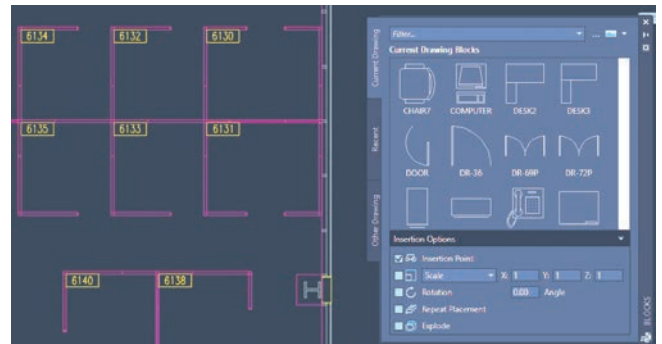 6134
6132
6130
6135
6133
6131
6140
6138
H
Filter...
...
Current Drawing
Recent
Other Drawing
Current Drawing Blocks
CHAIR7
COMPUTER
DESK2
DESK3
DOOR
DR-36
DR-69P
DR-72P
Insertion Options
Insertion Point
Scale X: 1 Y: 1 Z: 1
Rotation 0.00 Angle
Repeat Placement
Explode
BLOCKS